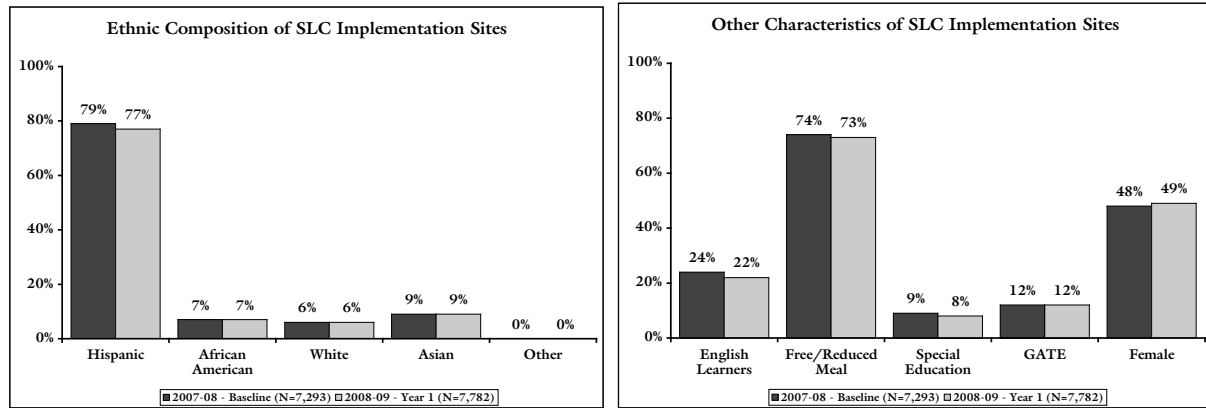 Ethnic Composition of SLC Implementation Sites
100%
80%
60%
40%
20%
0%
79% 77%
7% 7%
6% 6%
9% 9%
0% 0%
Hispanic
African
American
White
Asian
Other
2007-08 - Baseline (N=7,293) 2008-09 - Year 1 (N=7,782)
Other Characteristics of SLC Implementation Sites
100%
80%
60%
40%
20%
0%
24% 22%
74% 73%
9% 8%
12% 12%
48% 49%
English
Learners
Free/Reduced
Meal
Special
Education
GATE
Female
2007-08 - Baseline (N=7,293) 2008-09 - Year 1 (N=7,782)